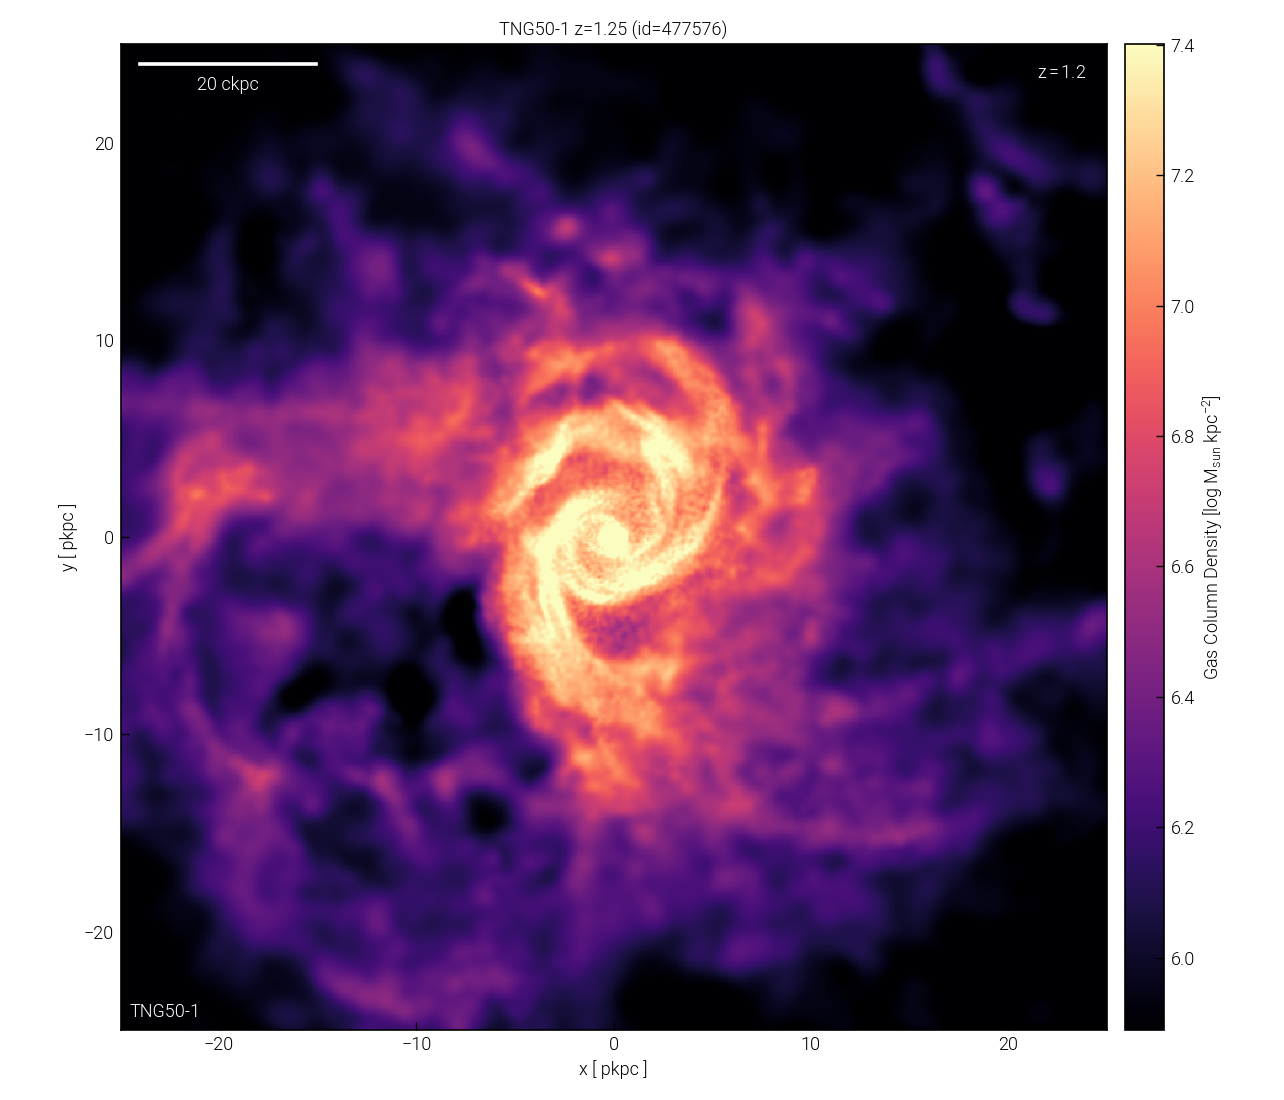 TNG50-1 z=1.25 (id=477576)
20 ckpc
z = 1.2
TNG50-1
20
10
0
−10
−20
y [ pkpc ]
−20
−10
0
10
20
x [ pkpc ]
7.4
7.2
7.0
6.8
6.6
6.4
6.2
6.0
Gas Column Density [log M_sun kpc^−2]